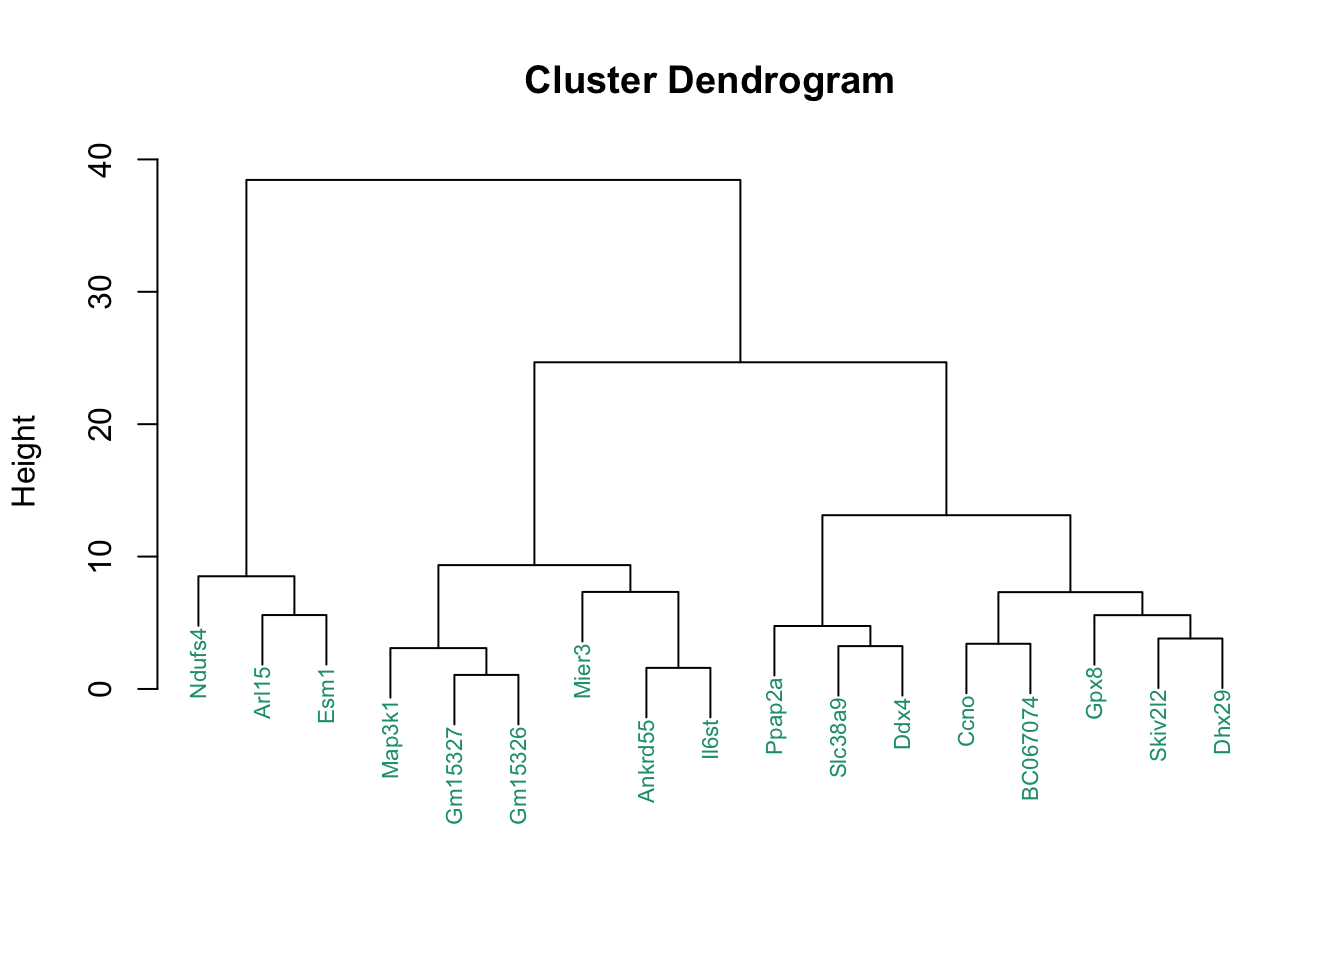 Cluster Dendrogram
Height
40
30
20
10
0
Ndufs4
Arl15
Esm1
Map3k1
Gm15327
Gm15326
Mier3
Ankrd55
Il6st
Ppap2a
Slc38a9
Ddx4
Ccno
BC067074
Gpx8
Skiv2l2
Dhx29